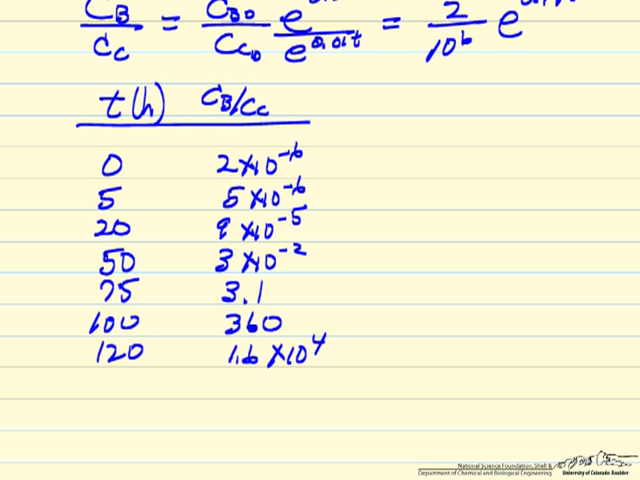 C_B/C_C = C_B0/C_C0 e/e^0.01t = 2/10^6 e
t(h) C_B/C_C
0 2×10^-6
5 5×10^-6
20 9×10^-5
50 3×10^-2
75 3.1
100 360
120 1.6×10^4
National Science Foundation, Shell &
Department of Chemical and Biological Engineering University of Colorado Boulder